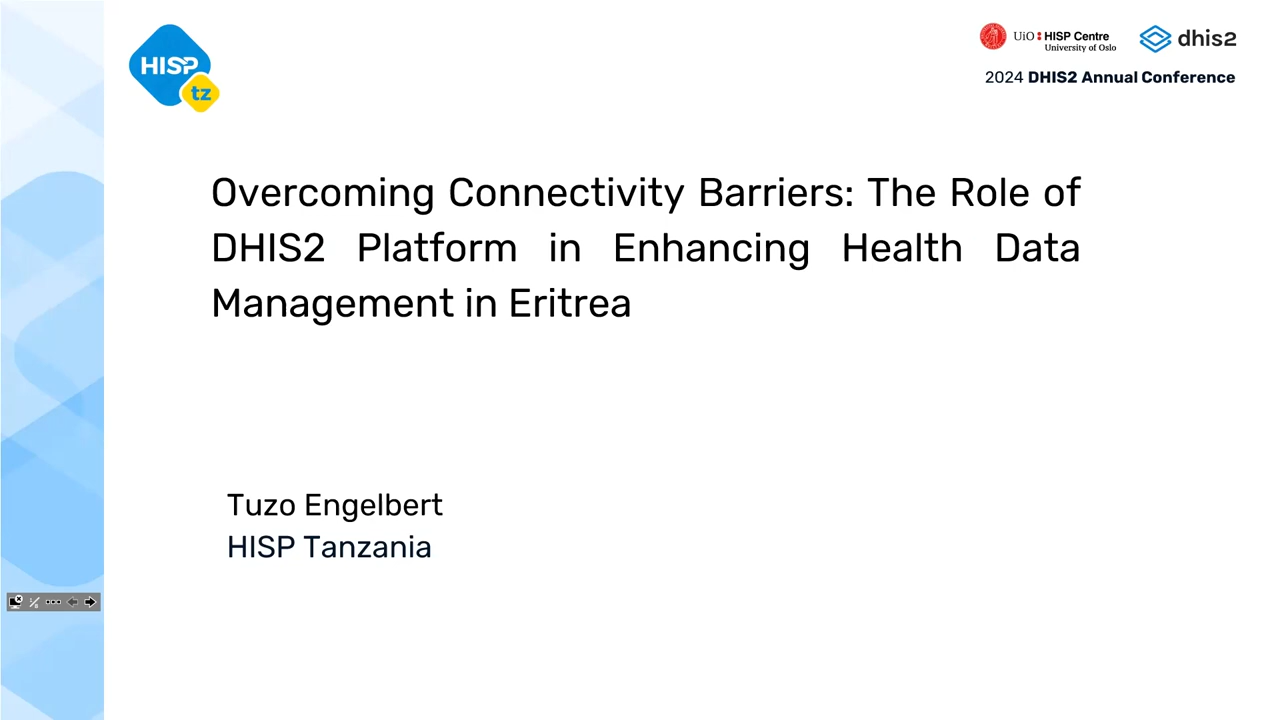 HISP
tz
UiO HISP Centre
University of Oslo
dhis2
2024 DHIS2 Annual Conference
Overcoming Connectivity Barriers: The Role of
DHIS2 Platform in Enhancing Health Data
Management in Eritrea
Tuzo Engelbert
HISP Tanzania